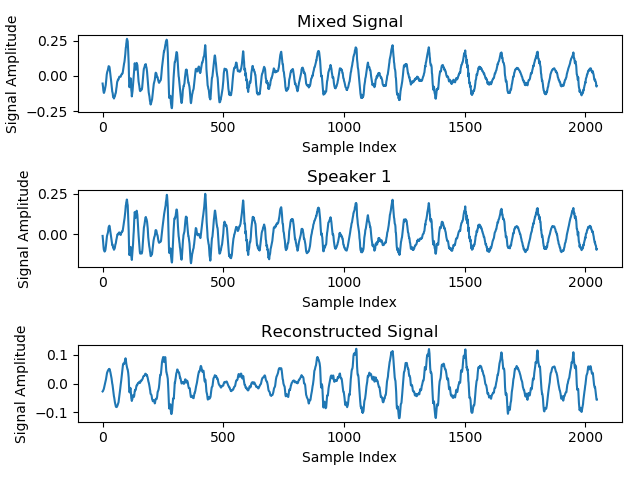 Mixed Signal
Signal Amplitude
0.25
0.00
−0.25
0
500
1000
1500
2000
Sample Index
Speaker 1
Signal Amplitude
0.25
0.00
0
500
1000
1500
2000
Sample Index
Reconstructed Signal
Signal Amplitude
0.1
0.0
−0.1
0
500
1000
1500
2000
Sample Index